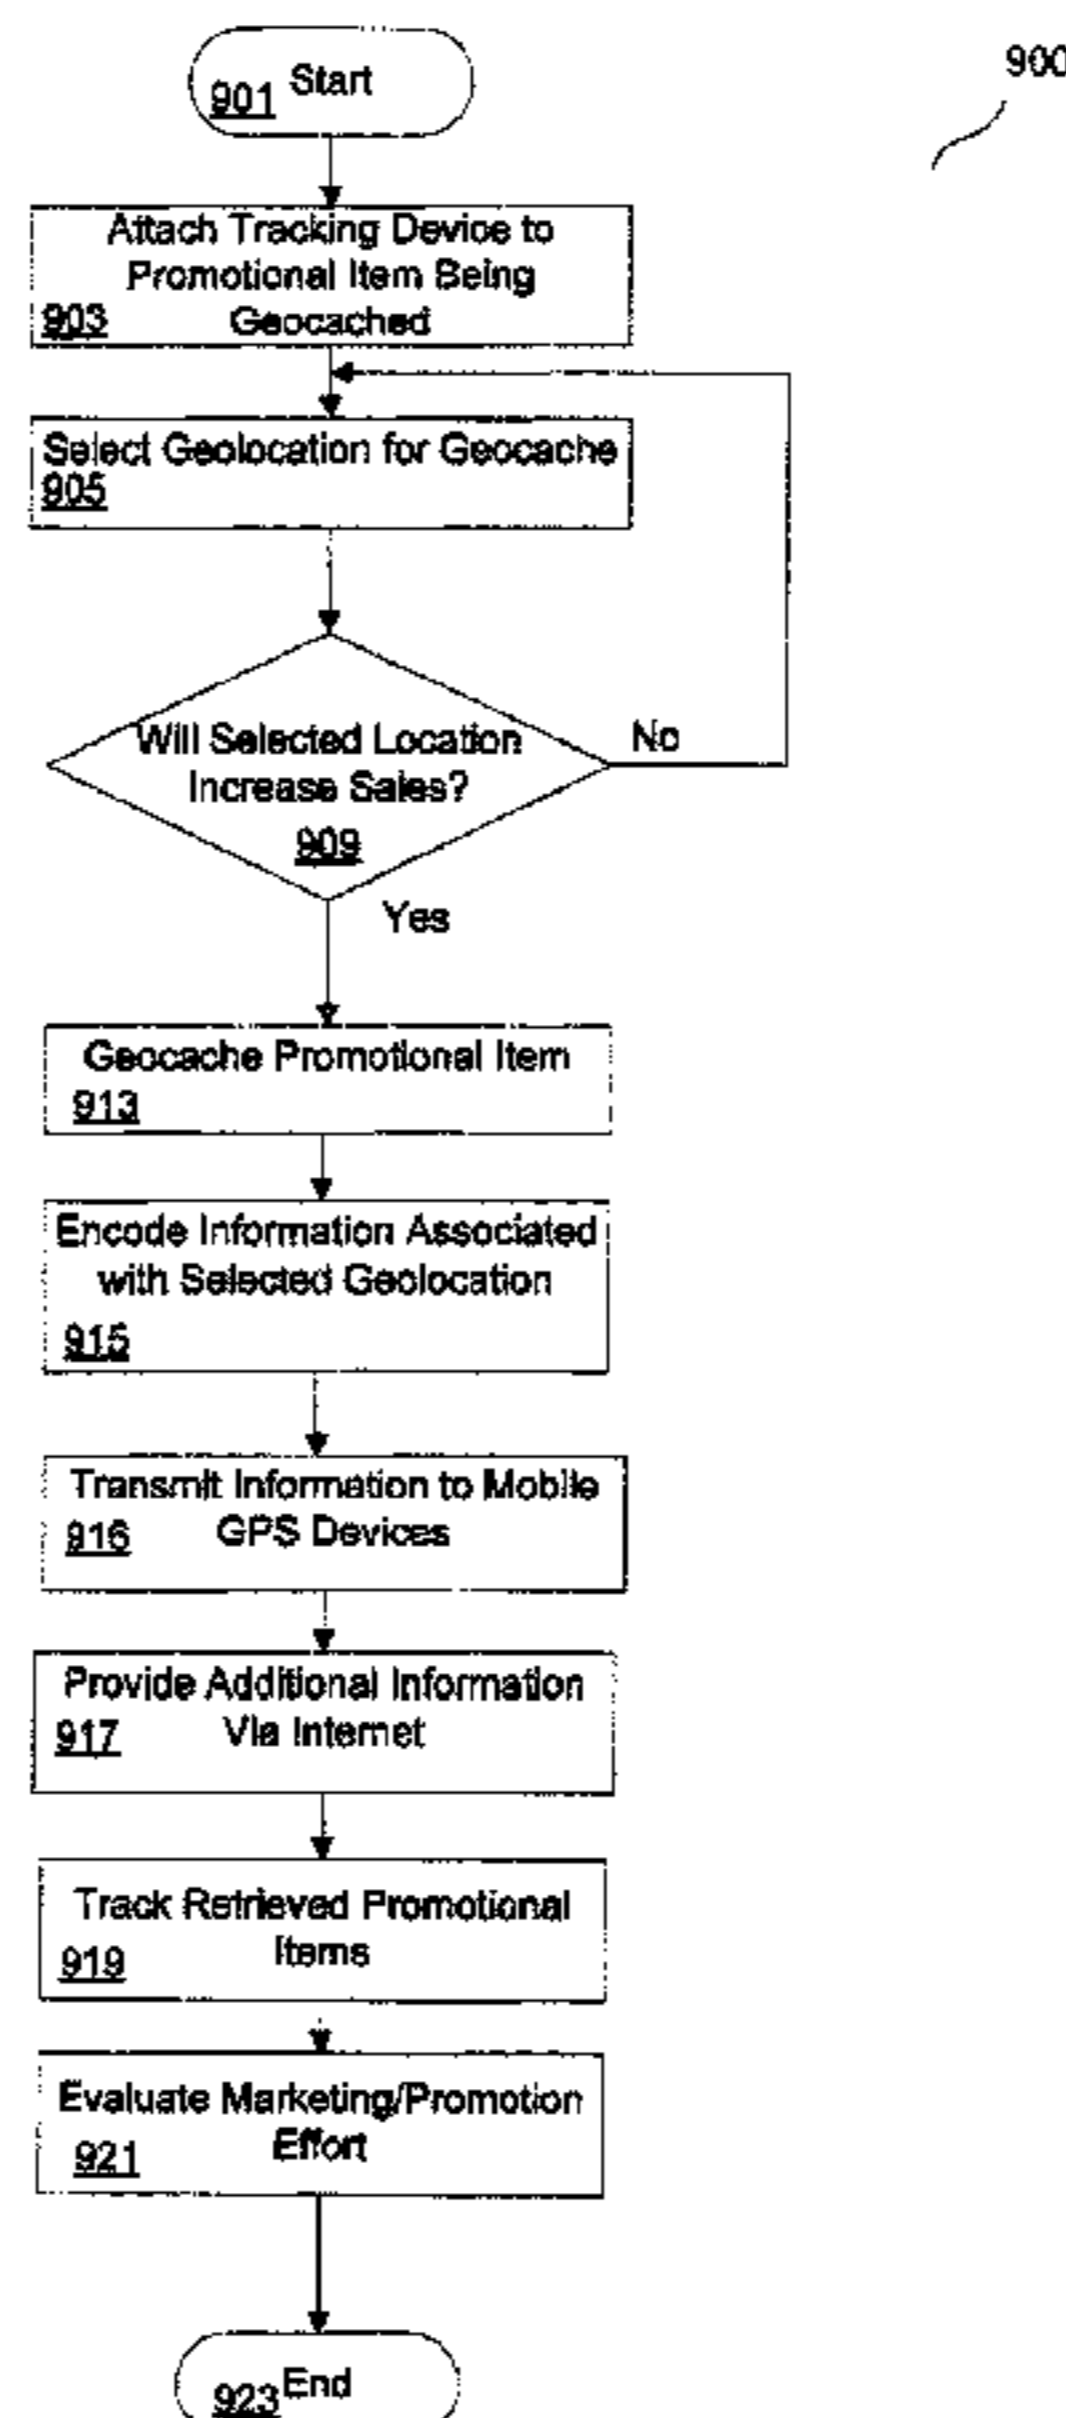 900
Start
901
Attach Tracking Device to
Promotional Item Being
903 Geocached
Select Geolocation for Geocache
905
Will Selected Location
Increase Sales?
909
No
Yes
Geocache Promotional Item
913
Encode Information Associated
with Selected Geolocation
915
Transmit Information to Mobile
916 GPS Devices
Provide Additional Information
917 Via Internet
Track Retrieved Promotional
Items
919
Evaluate Marketing/Promotion
Effort
921
End
923